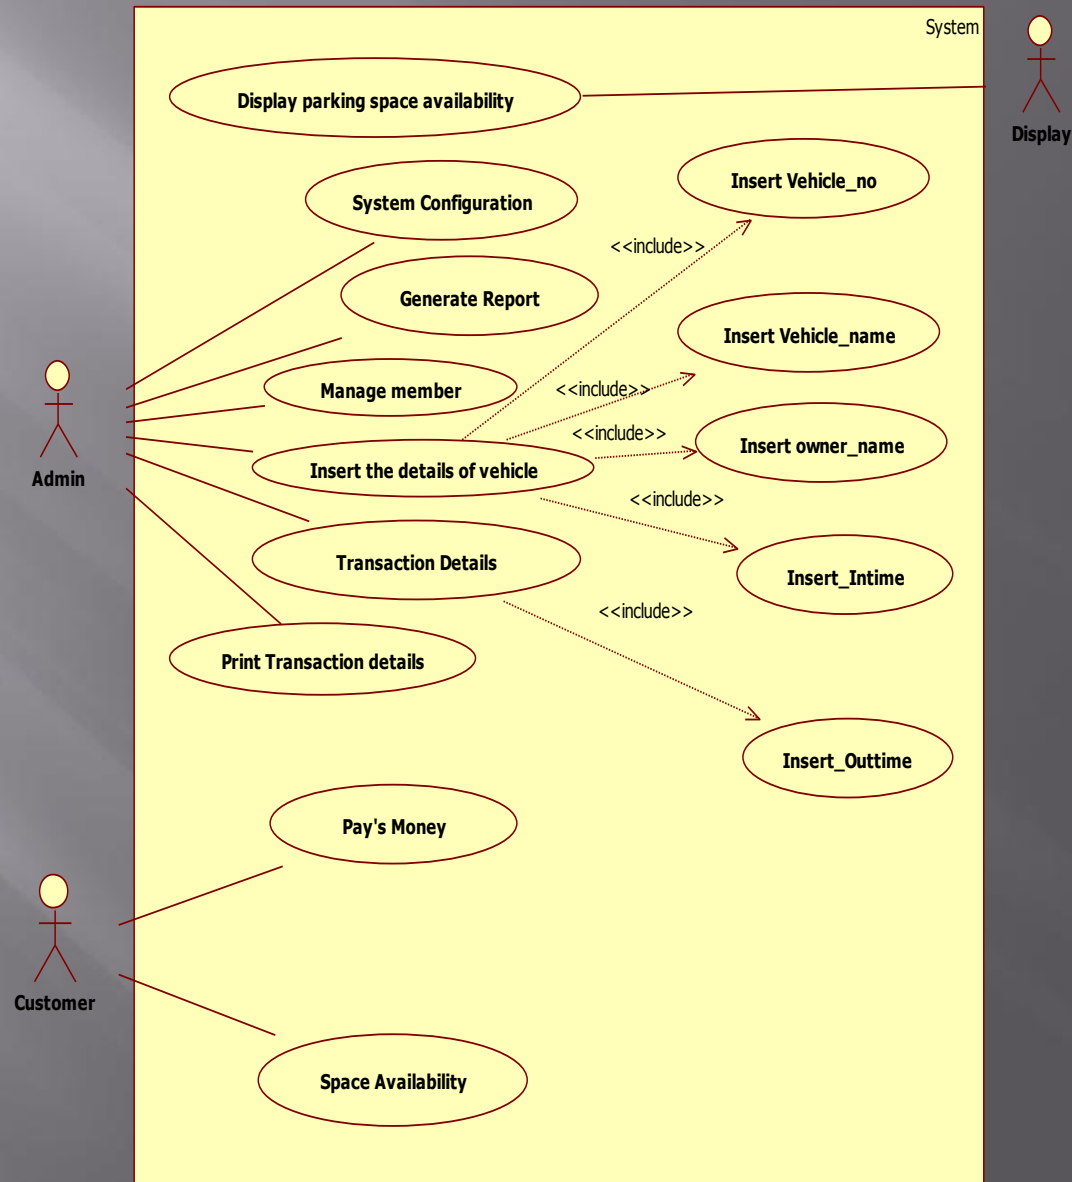 System
Display parking space availability
Display
Insert Vehicle_no
System Configuration
<<include>>
Generate Report
Insert Vehicle_name
Manage member
<<include>>
<<include>>
Insert owner_name
Insert the details of vehicle
Admin
<<include>>
Transaction Details
Insert_Intime
<<include>>
Print Transaction details
Insert_Outtime
Pay's Money
Customer
Space Availability